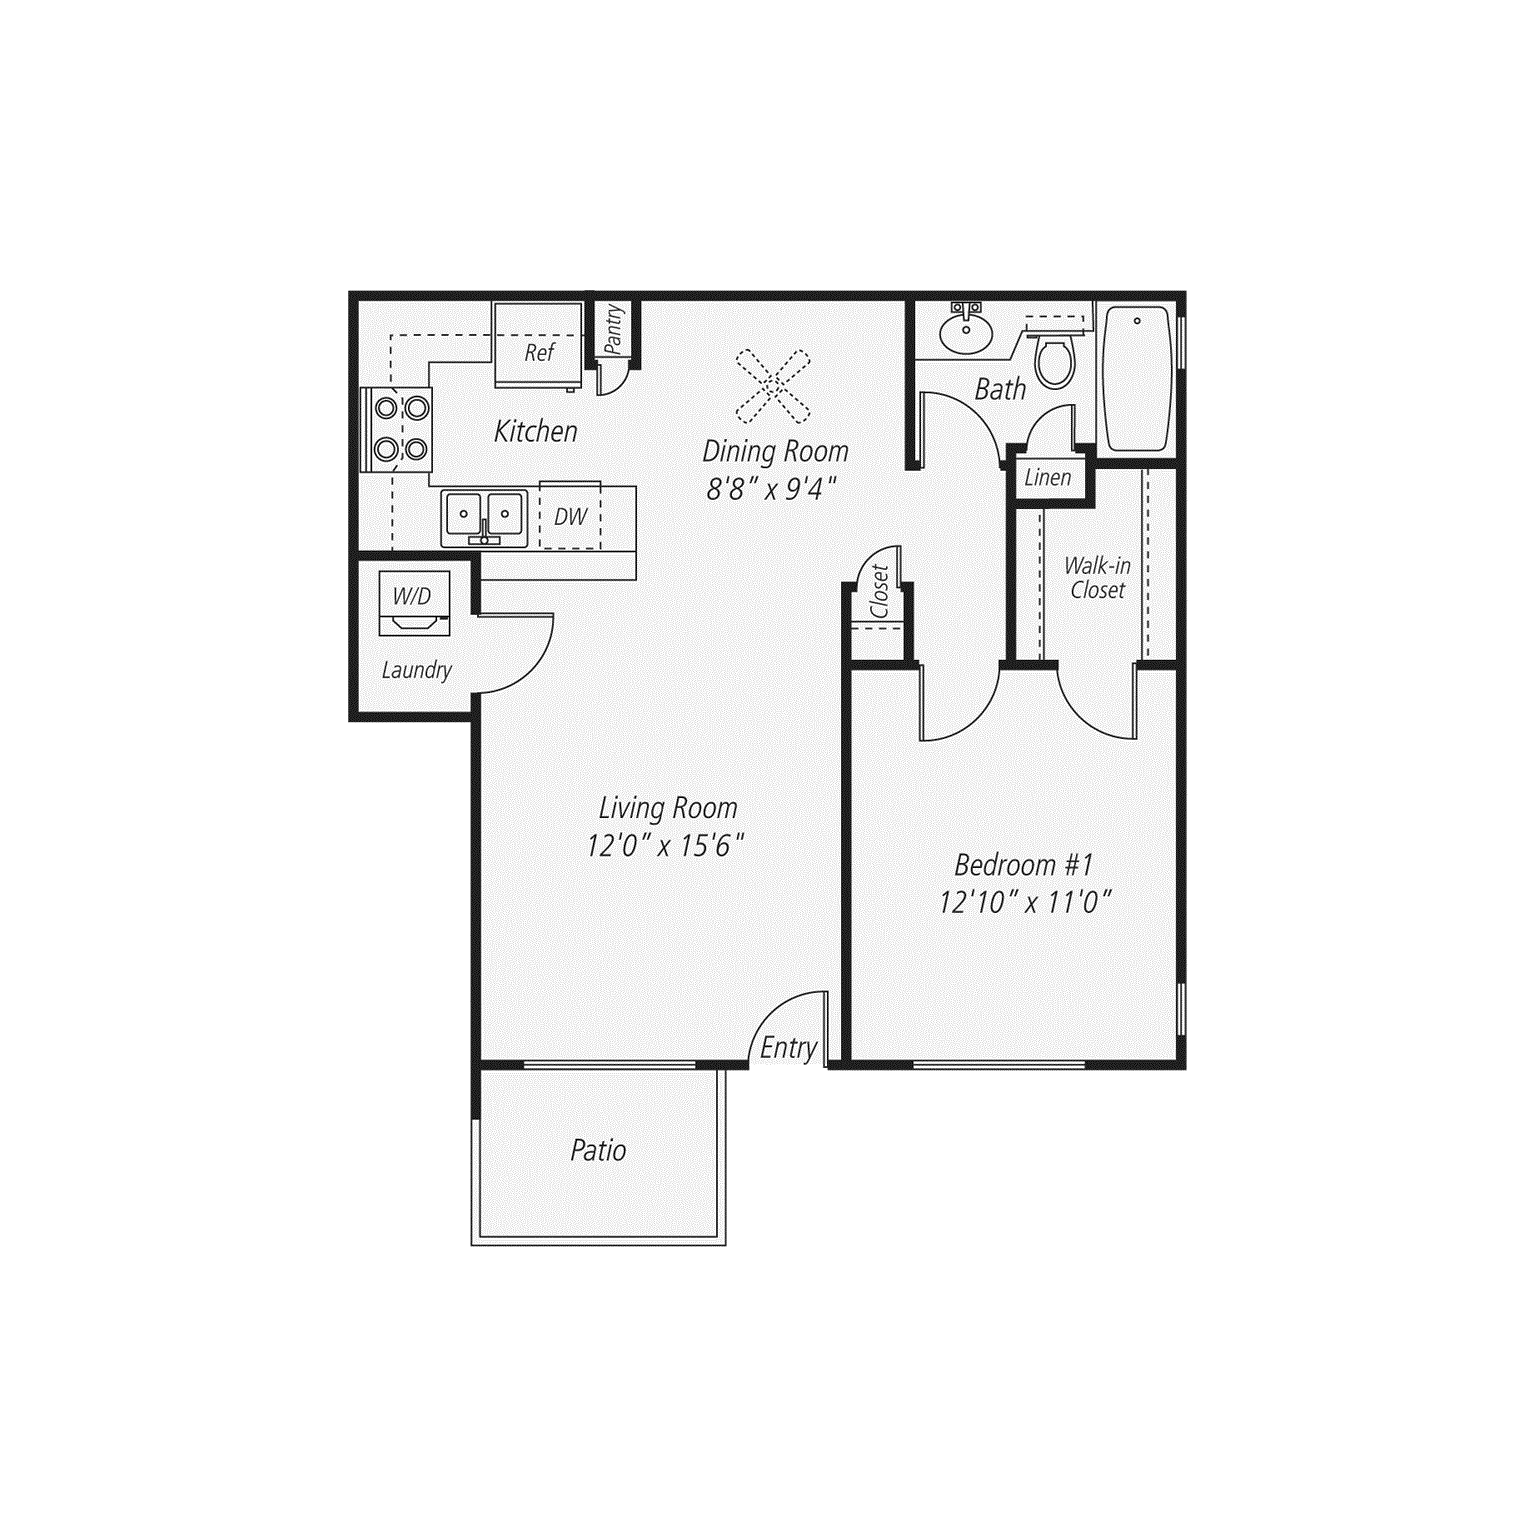 Ref
Pantry
Kitchen
Dining Room
8'8" x 9'4"
Bath
Linen
DW
Walk-in
Closet
Closet
W/D
Laundry
Living Room
12'0" x 15'6"
Bedroom #1
12'10" x 11'0"
Entry
Patio